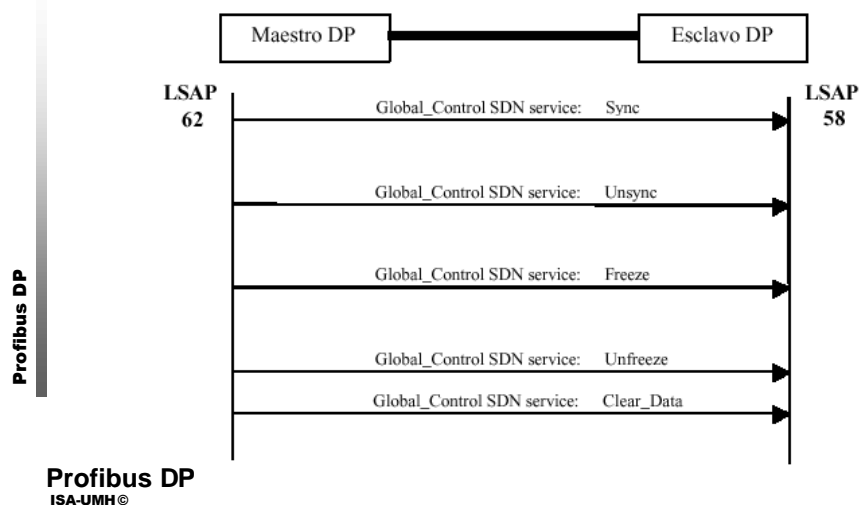 Maestro DP
Esclavo DP
LSAP
62
LSAP
58
Global_Control SDN service: Sync
Global_Control SDN service: Unsync
Global_Control SDN service: Freeze
Global_Control SDN service: Unfreeze
Global_Control SDN service: Clear_Data
Profibus DP
Profibus DP
ISA-UMH©